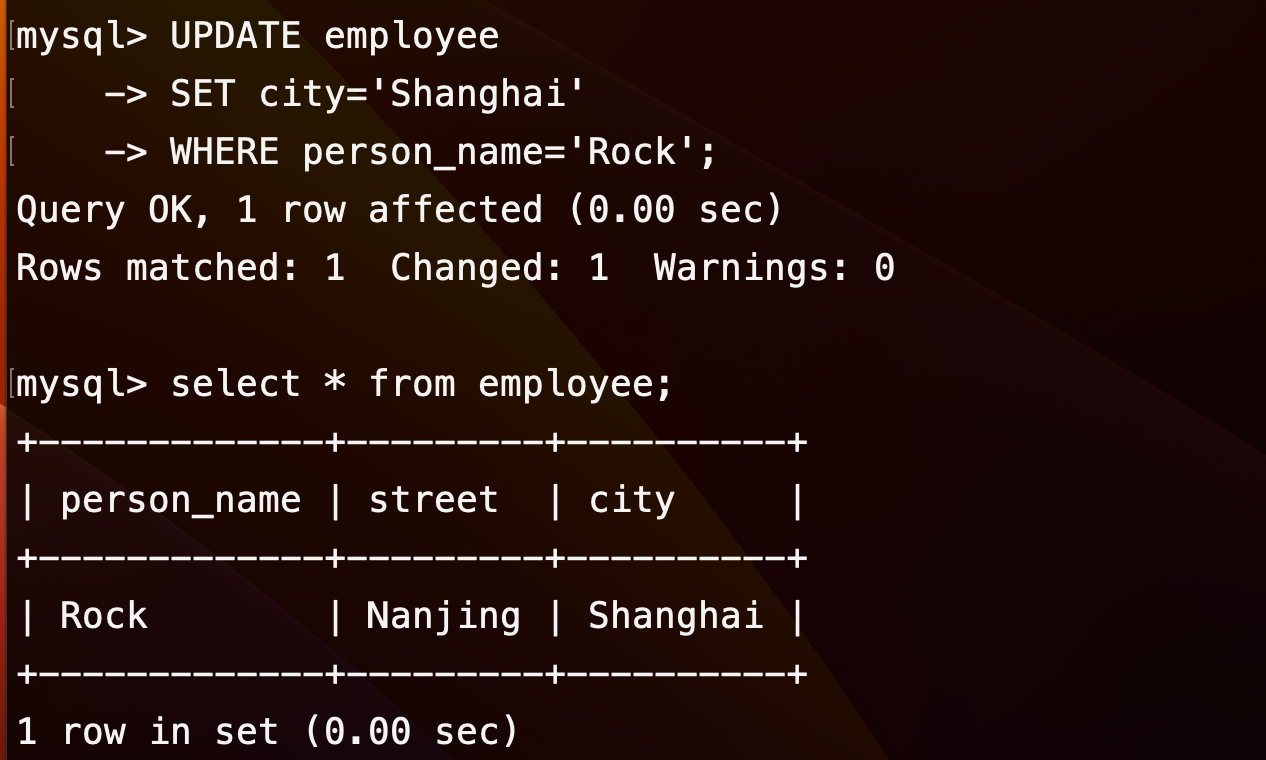 mysql> UPDATE employee
    -> SET city='Shanghai'
    -> WHERE person_name='Rock';
Query OK, 1 row affected (0.00 sec)
Rows matched: 1  Changed: 1  Warnings: 0

mysql> select * from employee;
+-------------+---------+----------+
| person_name | street  | city     |
+-------------+---------+----------+
| Rock        | Nanjing | Shanghai |
+-------------+---------+----------+
1 row in set (0.00 sec)